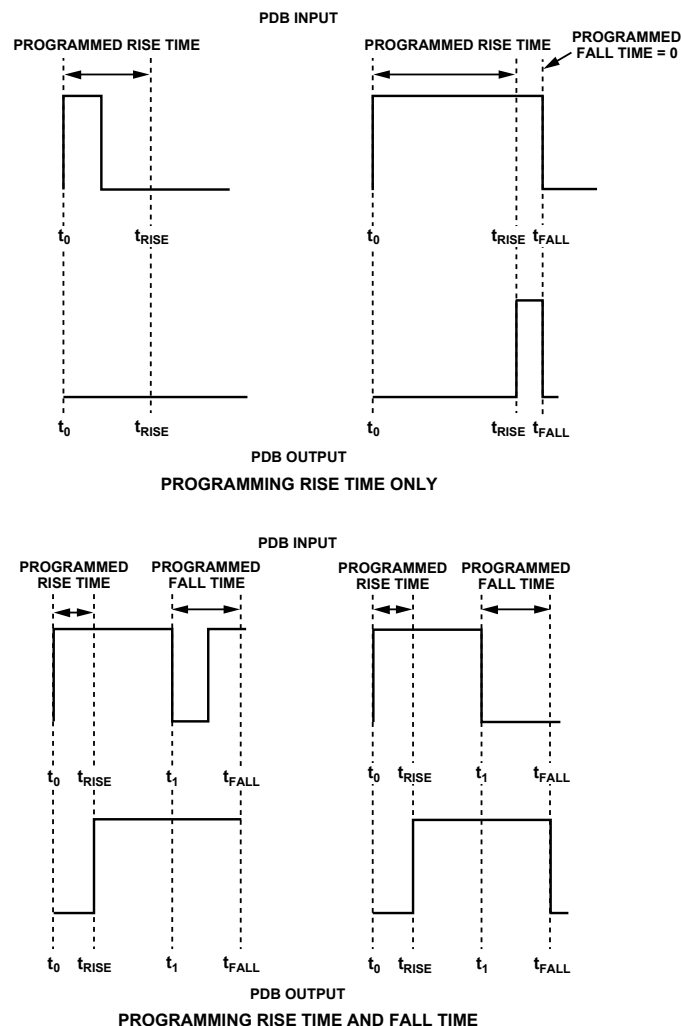 PDB INPUT
PROGRAMMED RISE TIME
PROGRAMMED RISE TIME
PROGRAMMED
FALL TIME = 0
t0 tRISE
t0 tRISE tFALL
t0 tRISE
t0 tRISE tFALL
PDB OUTPUT
PROGRAMMING RISE TIME ONLY
PDB INPUT
PROGRAMMED
RISE TIME
PROGRAMMED
FALL TIME
PROGRAMMED
RISE TIME
PROGRAMMED
FALL TIME
t0 tRISE t1 tFALL
t0 tRISE t1 tFALL
t0 tRISE t1 tFALL
t0 tRISE t1 tFALL
PDB OUTPUT
PROGRAMMING RISE TIME AND FALL TIME